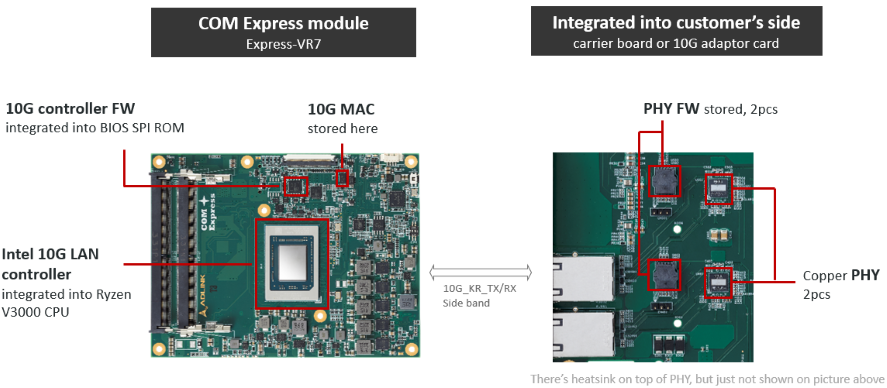 COM Express module
Express-VR7
Integrated into customer's side
carrier board or 10G adaptor card
10G controller FW
integrated into BIOS SPI ROM
10G MAC
stored here
PHY FW stored, 2pcs
COM
Express
ADLINK
Intel 10G LAN
controller
integrated into Ryzen
V3000 CPU
10G_KR_TX/RX
Side band
Copper PHY
2pcs
There's heatsink on top of PHY, but just not shown on picture above